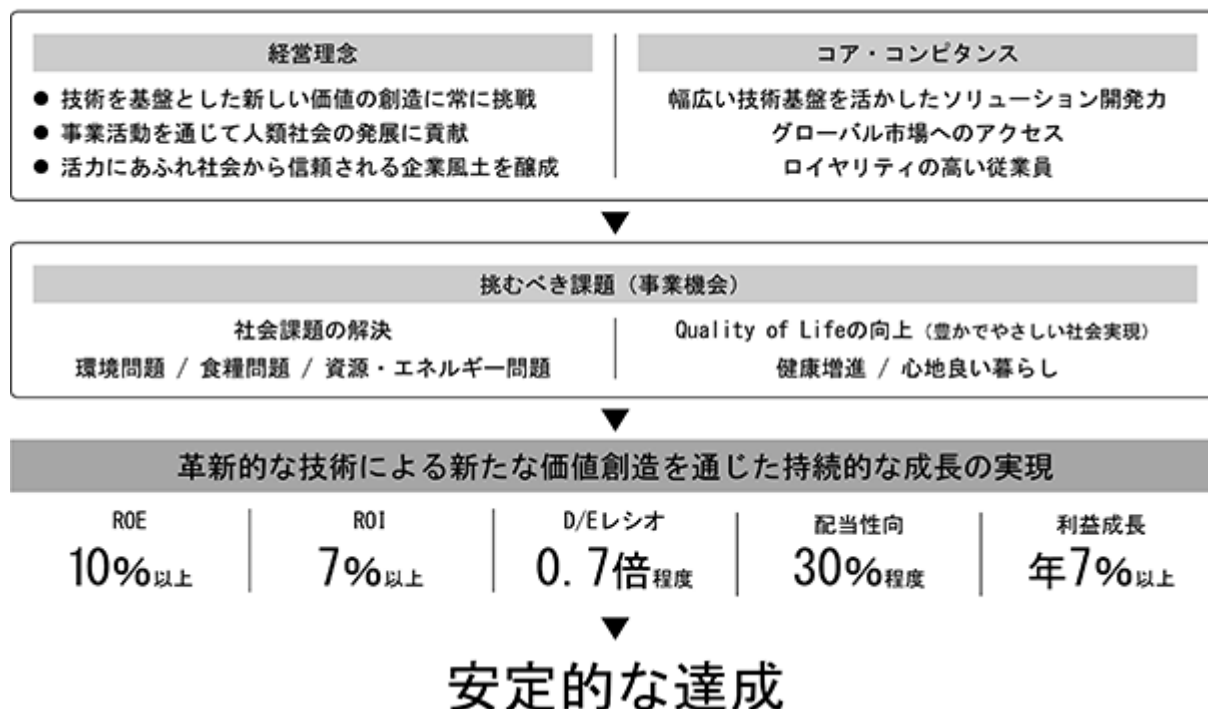 経営理念
● 技術を基盤とした新しい価値の創造に常に挑戦
● 事業活動を通じて人類社会の発展に貢献
● 活力にあふれ社会から信頼される企業風土を醸成
コア・コンピタンス
幅広い技術基盤を活かしたソリューション開発力
グローバル市場へのアクセス
ロイヤリティの高い従業員
挑むべき課題（事業機会）
社会課題の解決
環境問題 / 食糧問題 / 資源・エネルギー問題
Quality of Lifeの向上（豊かでやさしい社会実現）
健康増進 / 心地良い暮らし
革新的な技術による新たな価値創造を通じた持続的な成長の実現
ROE
10%以上
ROI
7%以上
D/Eレシオ
0.7倍程度
配当性向
30%程度
利益成長
年7%以上
安定的な達成